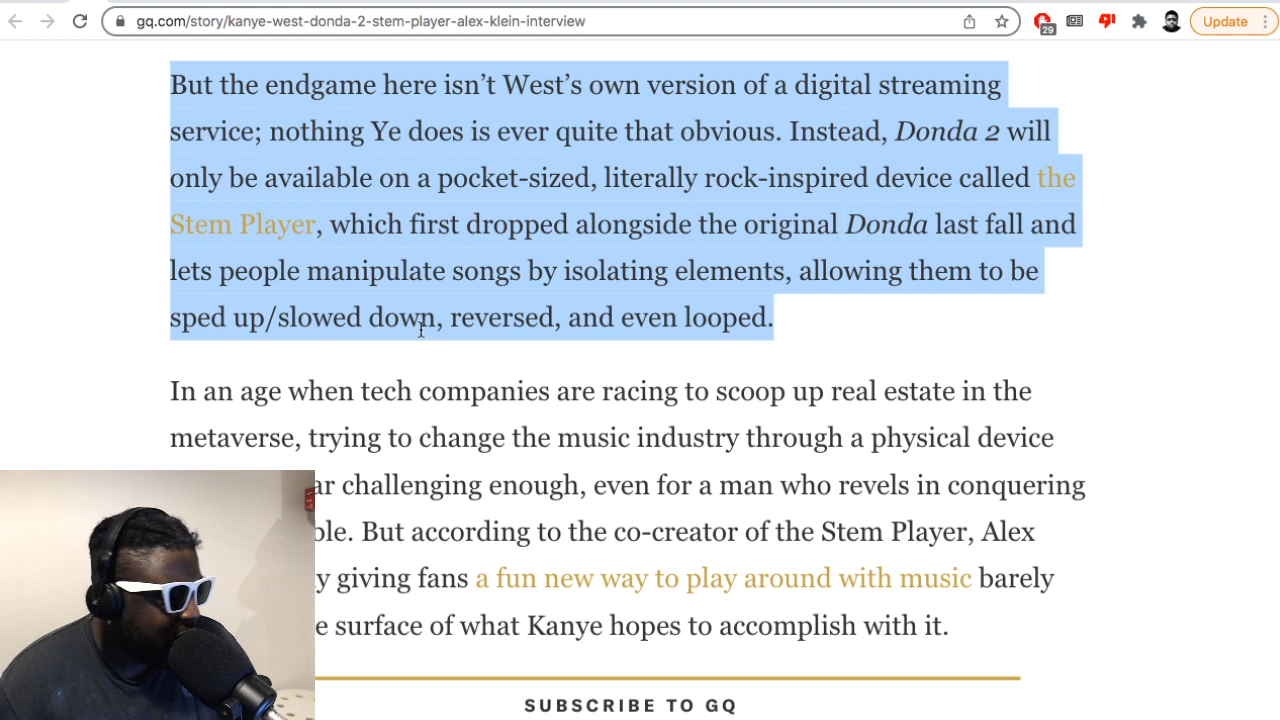 gq.com/story/kanye-west-donda-2-stem-player-alex-klein-interview
29
Update
But the endgame here isn’t West’s own version of a digital streaming
service; nothing Ye does is ever quite that obvious. Instead, Donda 2 will
only be available on a pocket-sized, literally rock-inspired device called the
Stem Player, which first dropped alongside the original Donda last fall and
lets people manipulate songs by isolating elements, allowing them to be
sped up/slowed down, reversed, and even looped.
In an age when tech companies are racing to scoop up real estate in the
metaverse, trying to change the music industry through a physical device
challenging enough, even for a man who revels in conquering
But according to the co-creator of the Stem Player, Alex
giving fans a fun new way to play around with music barely
surface of what Kanye hopes to accomplish with it.
SUBSCRIBE TO GQ